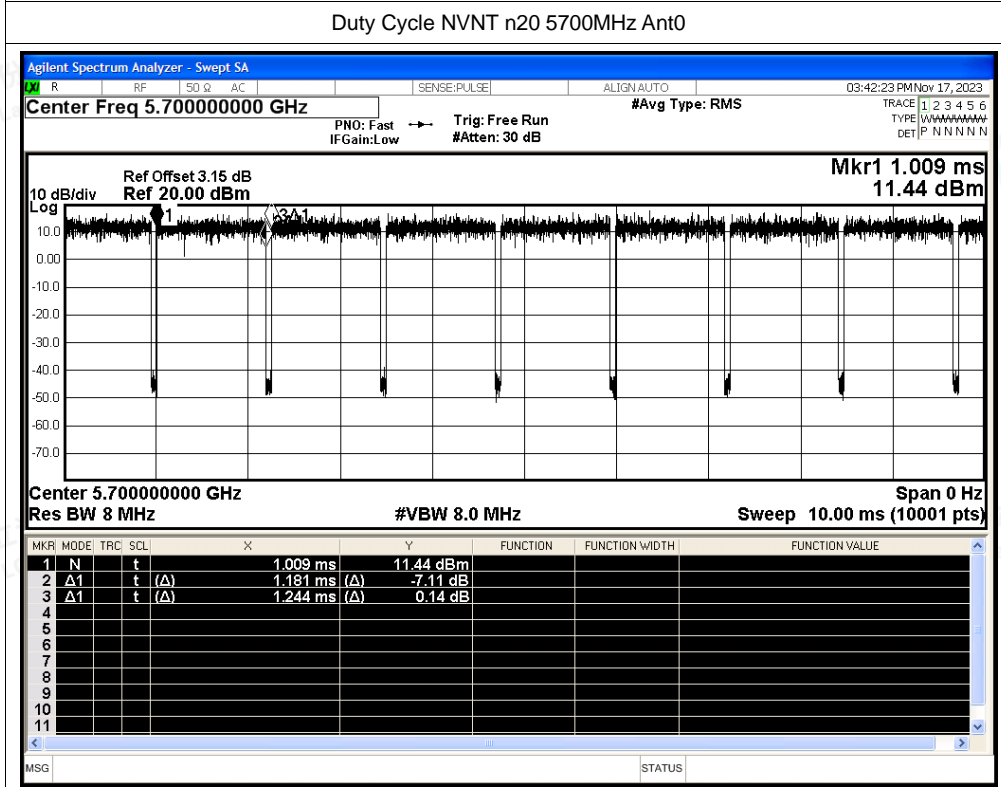 Duty Cycle NVNT n20 5700MHz Ant0
Agilent Spectrum Analyzer - Swept SA
LXI R RF 50 Ω AC SENSE:PULSE ALIGN AUTO 03:42:23 PM Nov 17, 2023
Center Freq 5.700000000 GHz #Avg Type: RMS TRACE 1 2 3 4 5 6
PNO: Fast Trig: Free Run TYPE WWWWWW
IFGain:Low #Atten: 30 dB DET P N N N N N
Mkr1 1.009 ms
Ref Offset 3.15 dB
10 dB/div Ref 20.00 dBm 11.44 dBm
Log
1 3Δ1
10.0
0.00
-10.0
-20.0
-30.0
-40.0
-50.0
-60.0
-70.0
Center 5.700000000 GHz Span 0 Hz
Res BW 8 MHz #VBW 8.0 MHz Sweep 10.00 ms (10001 pts)
MKR MODE TRC SCL X Y FUNCTION FUNCTION WIDTH FUNCTION VALUE
1 N t 1.009 ms 11.44 dBm
2 Δ1 t (Δ) 1.181 ms (Δ) -7.11 dB
3 Δ1 t (Δ) 1.244 ms (Δ) 0.14 dB
4
5
6
7
8
9
10
11
MSG STATUS